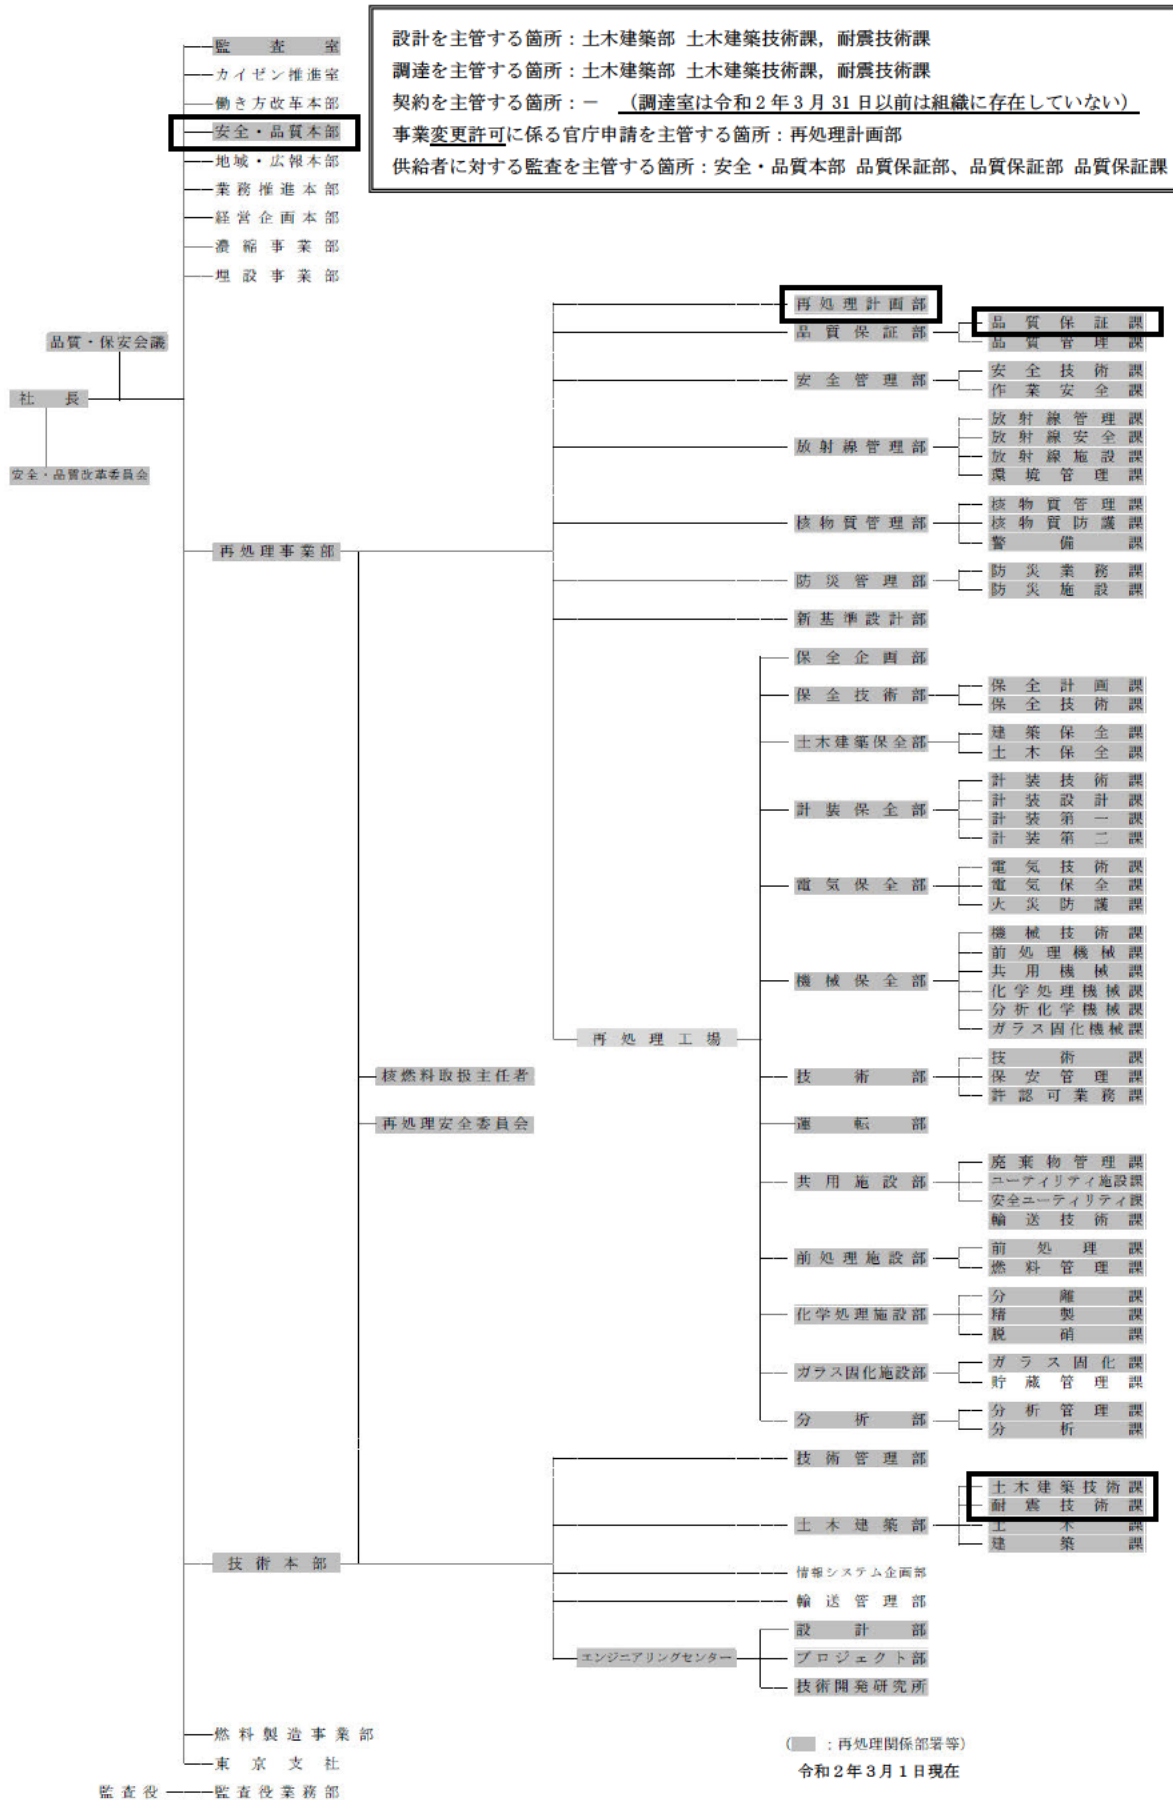 設計を主管する箇所：土木建築部 土木建築技術課，耐震技術課
調達を主管する箇所：土木建築部 土木建築技術課，耐震技術課
契約を主管する箇所：－ （調達室は令和２年３月31日以前は組織に存在していない）
事業変更許可に係る官庁申請を主管する箇所：再処理計画部
供給者に対する監査を主管する箇所：安全・品質本部 品質保証部、品質保証部 品質保証課
監査室
カイゼン推進室
働き方改革本部
安全・品質本部
地域・広報本部
業務推進本部
経営企画本部
濃縮事業部
埋設事業部
品質・保安会議
社長
安全・品質改革委員会
再処理事業部
再処理計画部
品質保証部
品質保証課
品質管理課
安全管理部
安全技術課
作業安全課
放射線管理部
放射線管理課
放射線安全課
放射線施設課
環境管理課
核物質管理部
核物質管理課
核物質防護課
警備課
防災管理部
防災業務課
防災施設課
新基準設計部
再処理工場
保全企画部
保全技術部
保全計画課
保全技術課
土木建築保全部
建築保全課
土木保全課
計装保全部
計装技術課
計装設計課
計装第一課
計装第二課
電気保全部
電気技術課
電気保全課
火災防護課
機械保全部
機械技術課
前処理機械課
共用機械課
化学処理機械課
分析化学機械課
ガラス固化機械課
技術部
技術課
保安管理課
許認可業務課
運転部
共用施設部
廃棄物管理課
ユーティリティ施設課
安全ユーティリティ課
輸送技術課
前処理施設部
前処理課
燃料管理課
化学処理施設部
分離課
精製課
脱硝課
ガラス固化施設部
ガラス固化課
貯蔵管理課
分析部
分析管理課
分析課
核燃料取扱主任者
再処理安全委員会
技術本部
技術管理部
土木建築部
土木建築技術課
耐震技術課
土木課
建築課
情報システム企画部
輸送管理部
エンジニアリングセンター
設計部
プロジェクト部
技術開発研究所
燃料製造事業部
東京支社
監査役
監査役業務部
（　：再処理関係部署等）
令和２年３月１日現在